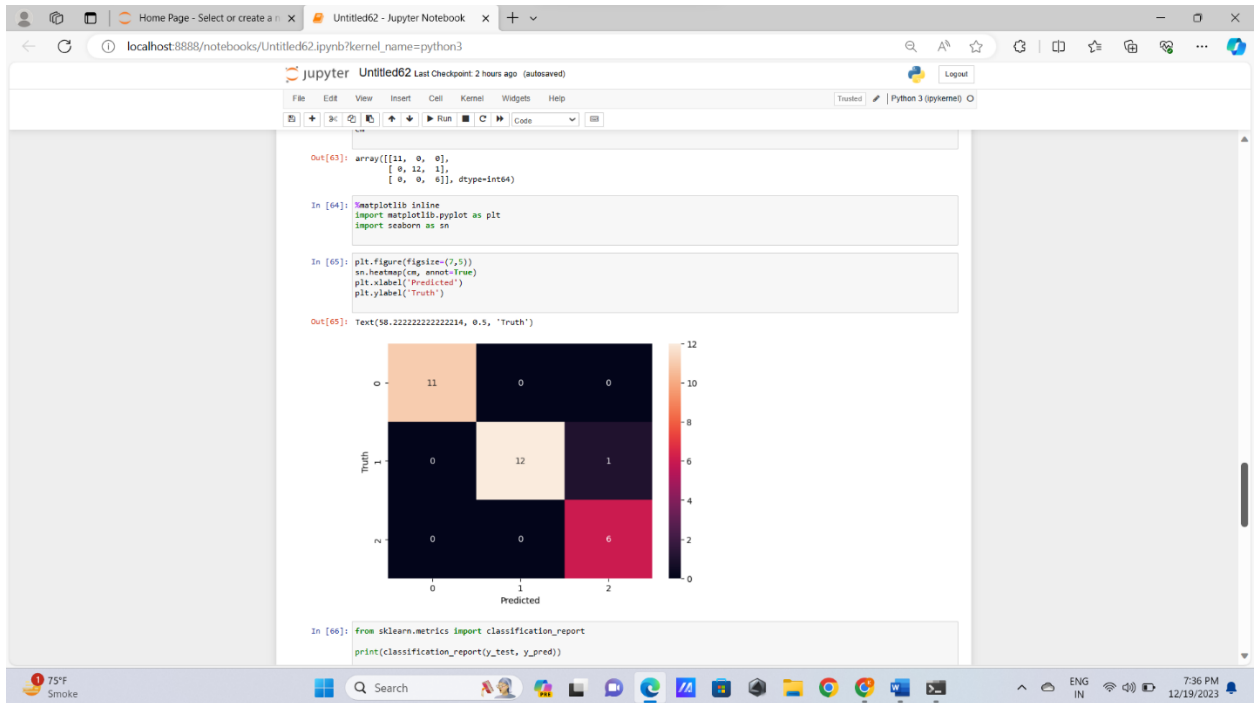 Home Page - Select or create a n
Untitled62 - Jupyter Notebook
localhost:8888/notebooks/Untitled62.ipynb?kernel_name=python3
jupyter Untitled62 Last Checkpoint: 2 hours ago (autosaved)
Logout
File Edit View Insert Cell Kernel Widgets Help
Trusted Python 3 (ipykernel)
Run Code
Out[63]: array([[11, 0, 0],
[ 0, 12, 1],
[ 0, 0, 6]], dtype=int64)
In [64]: %matplotlib inline
import matplotlib.pyplot as plt
import seaborn as sn
In [65]: plt.figure(figsize=(7,5))
sn.heatmap(cm, annot=True)
plt.xlabel('Predicted')
plt.ylabel('Truth')
Out[65]: Text(58.222222222222214, 0.5, 'Truth')
12
0 11 0 0 10
8
Truth 1 0 12 1 6
4
2 0 0 6 2
0
0 1 2
Predicted
In [66]: from sklearn.metrics import classification_report
print(classification_report(y_test, y_pred))
1 75°F
Smoke
Search
ENG
IN
7:36 PM
12/19/2023